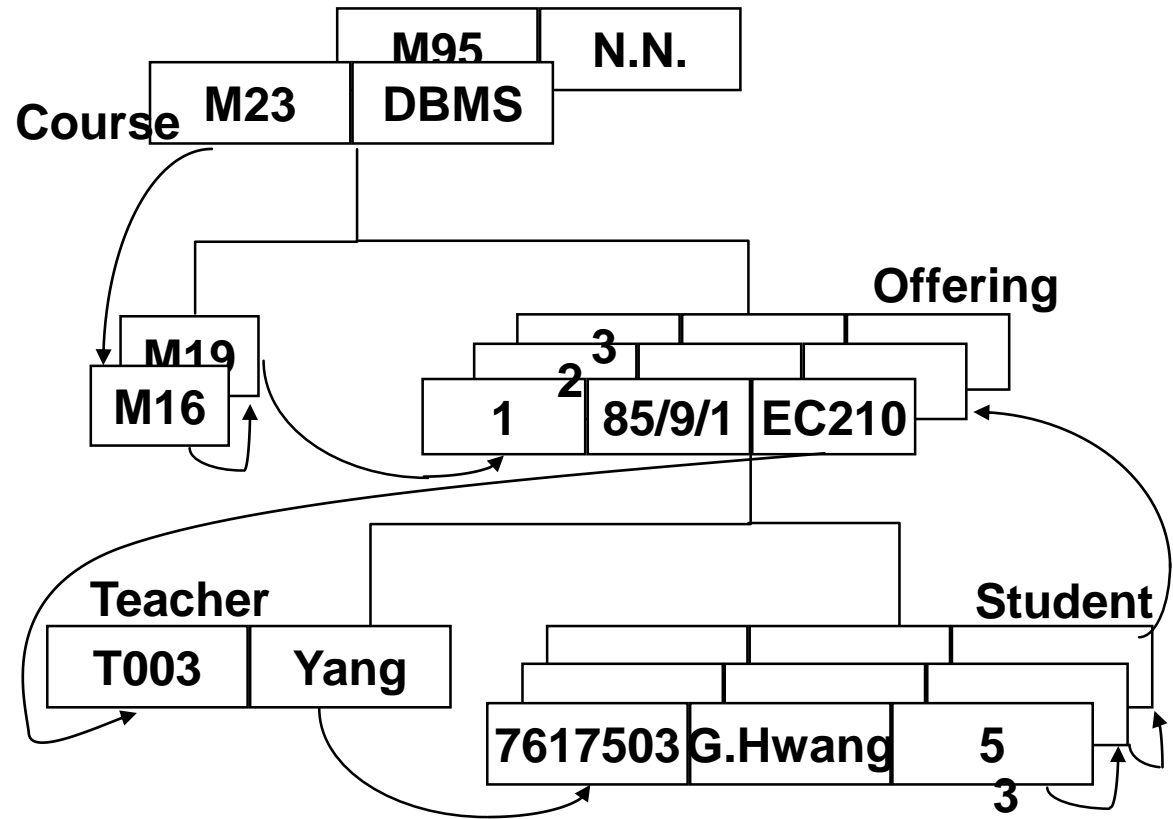 M95 N.N.
Course M23 DBMS
Offering
M19
3
2
M16
1 85/9/1 EC210
Teacher
Student
T003 Yang
7617503 G.Hwang 5
3